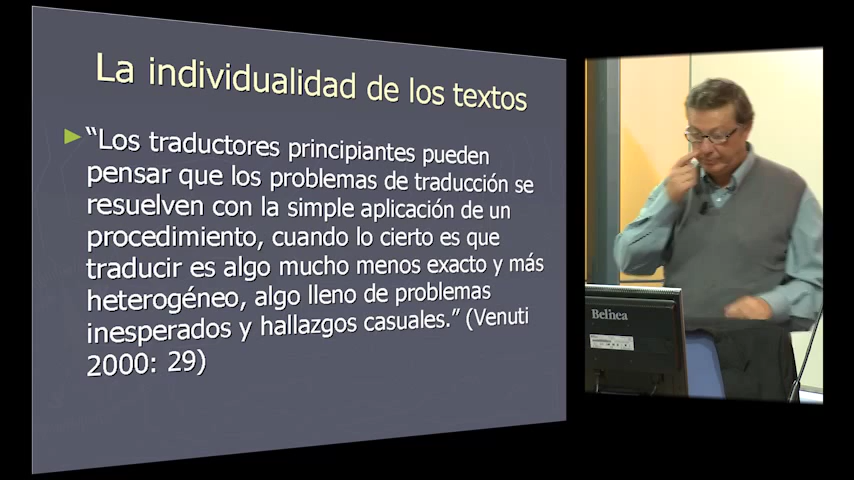 La individualidad de los textos
“Los traductores principiantes pueden
pensar que los problemas de traducción se
resuelven con la simple aplicación de un
procedimiento, cuando lo cierto es que
traducir es algo mucho menos exacto y más
heterogéneo, algo lleno de problemas
inesperados y hallazgos casuales.” (Venuti
2000: 29)
Belinea